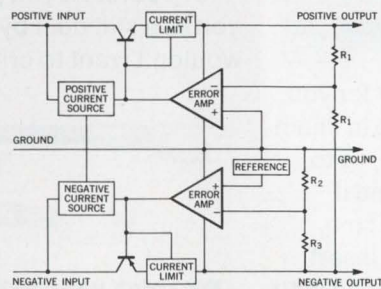 POSITIVE INPUT
CURRENT
LIMIT
POSITIVE OUTPUT
R1
POSITIVE
CURRENT
SOURCE
ERROR
AMP
−
+
R1
GROUND
GROUND
REFERENCE
NEGATIVE
CURRENT
SOURCE
ERROR
AMP
+
−
R2
R3
CURRENT
LIMIT
NEGATIVE INPUT
NEGATIVE OUTPUT